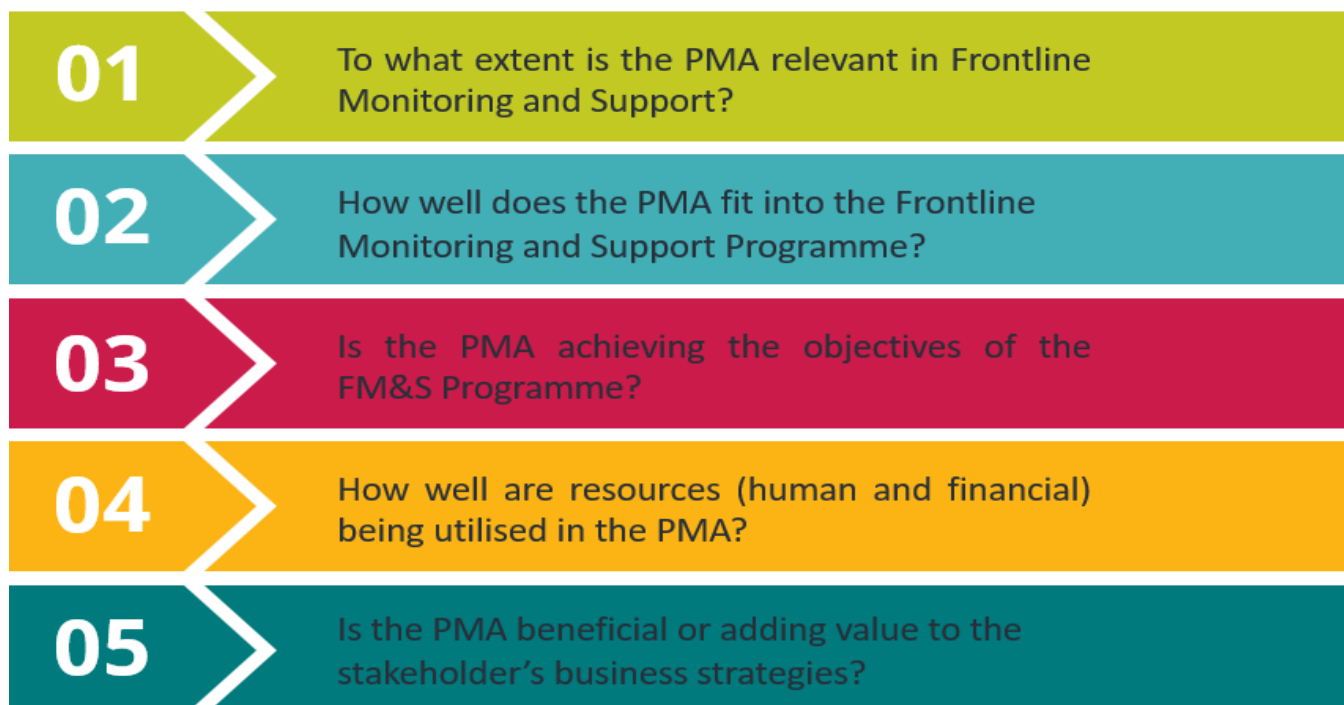 01
To what extent is the PMA relevant in Frontline
Monitoring and Support?
02
How well does the PMA fit into the Frontline
Monitoring and Support Programme?
03
Is the PMA achieving the objectives of the
FM&S Programme?
04
How well are resources (human and financial)
being utilised in the PMA?
05
Is the PMA beneficial or adding value to the
stakeholder’s business strategies?